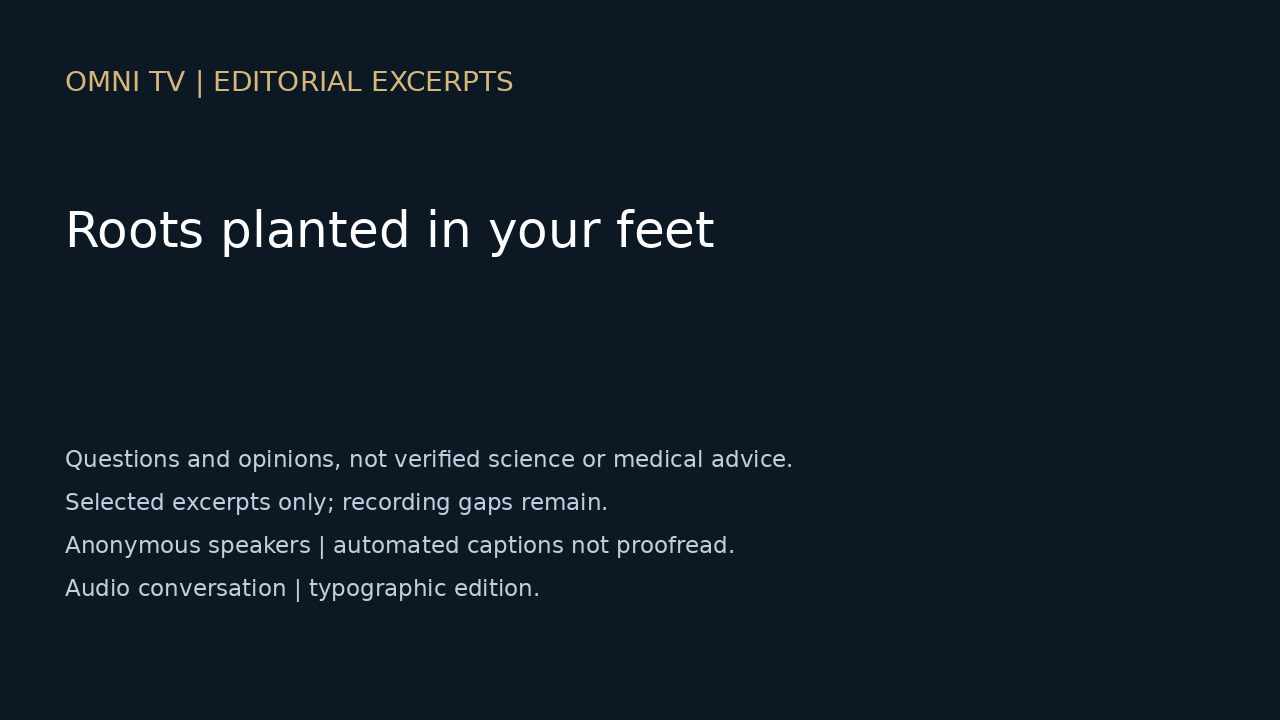 OMNI TV | EDITORIAL EXCERPTS
Roots planted in your feet
Questions and opinions, not verified science or medical advice.
Selected excerpts only; recording gaps remain.
Anonymous speakers | automated captions not proofread.
Audio conversation | typographic edition.